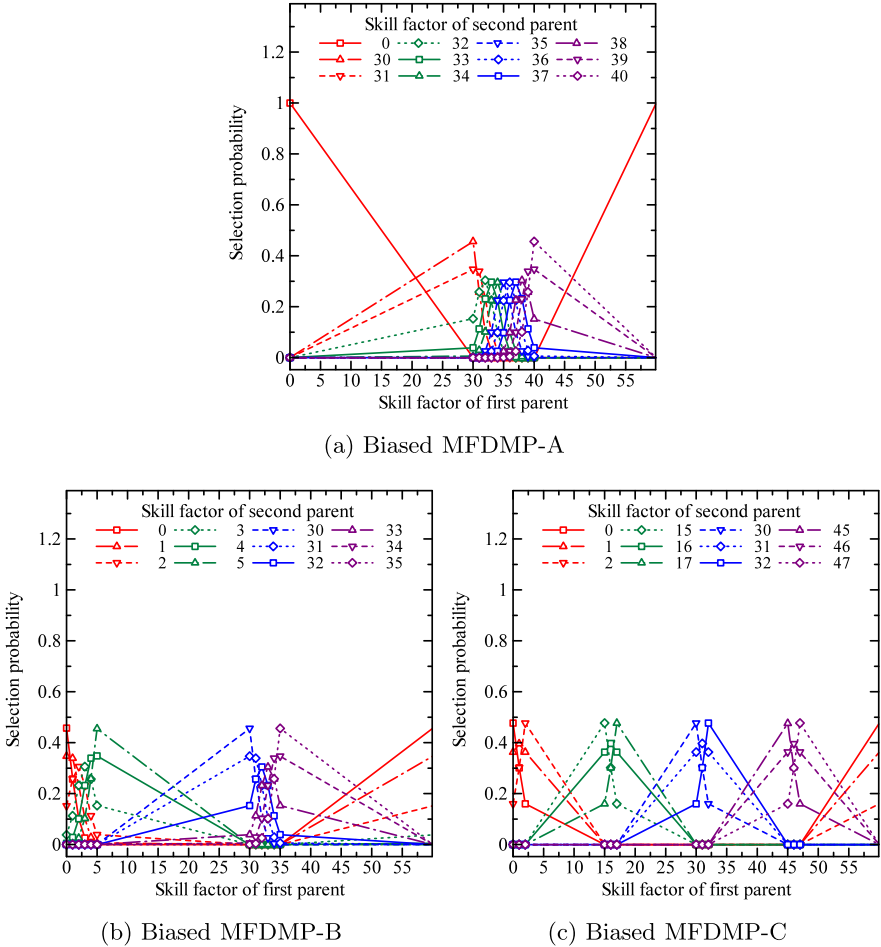 Skill factor of second parent
0 32 35 38
30 33 36 39
31 34 37 40
1.2
1
0.8
0.6
0.4
0.2
0
Selection probability
0 5 10 15 20 25 30 35 40 45 50 55
Skill factor of first parent
(a) Biased MFDMP-A
Skill factor of second parent
0 3 30 33
1 4 31 34
2 5 32 35
1.2
1
0.8
0.6
0.4
0.2
0
Selection probability
0 5 10 15 20 25 30 35 40 45 50 55
Skill factor of first parent
(b) Biased MFDMP-B
Skill factor of second parent
0 15 30 45
1 16 31 46
2 17 32 47
1.2
1
0.8
0.6
0.4
0.2
0
Selection probability
0 5 10 15 20 25 30 35 40 45 50 55
Skill factor of first parent
(c) Biased MFDMP-C